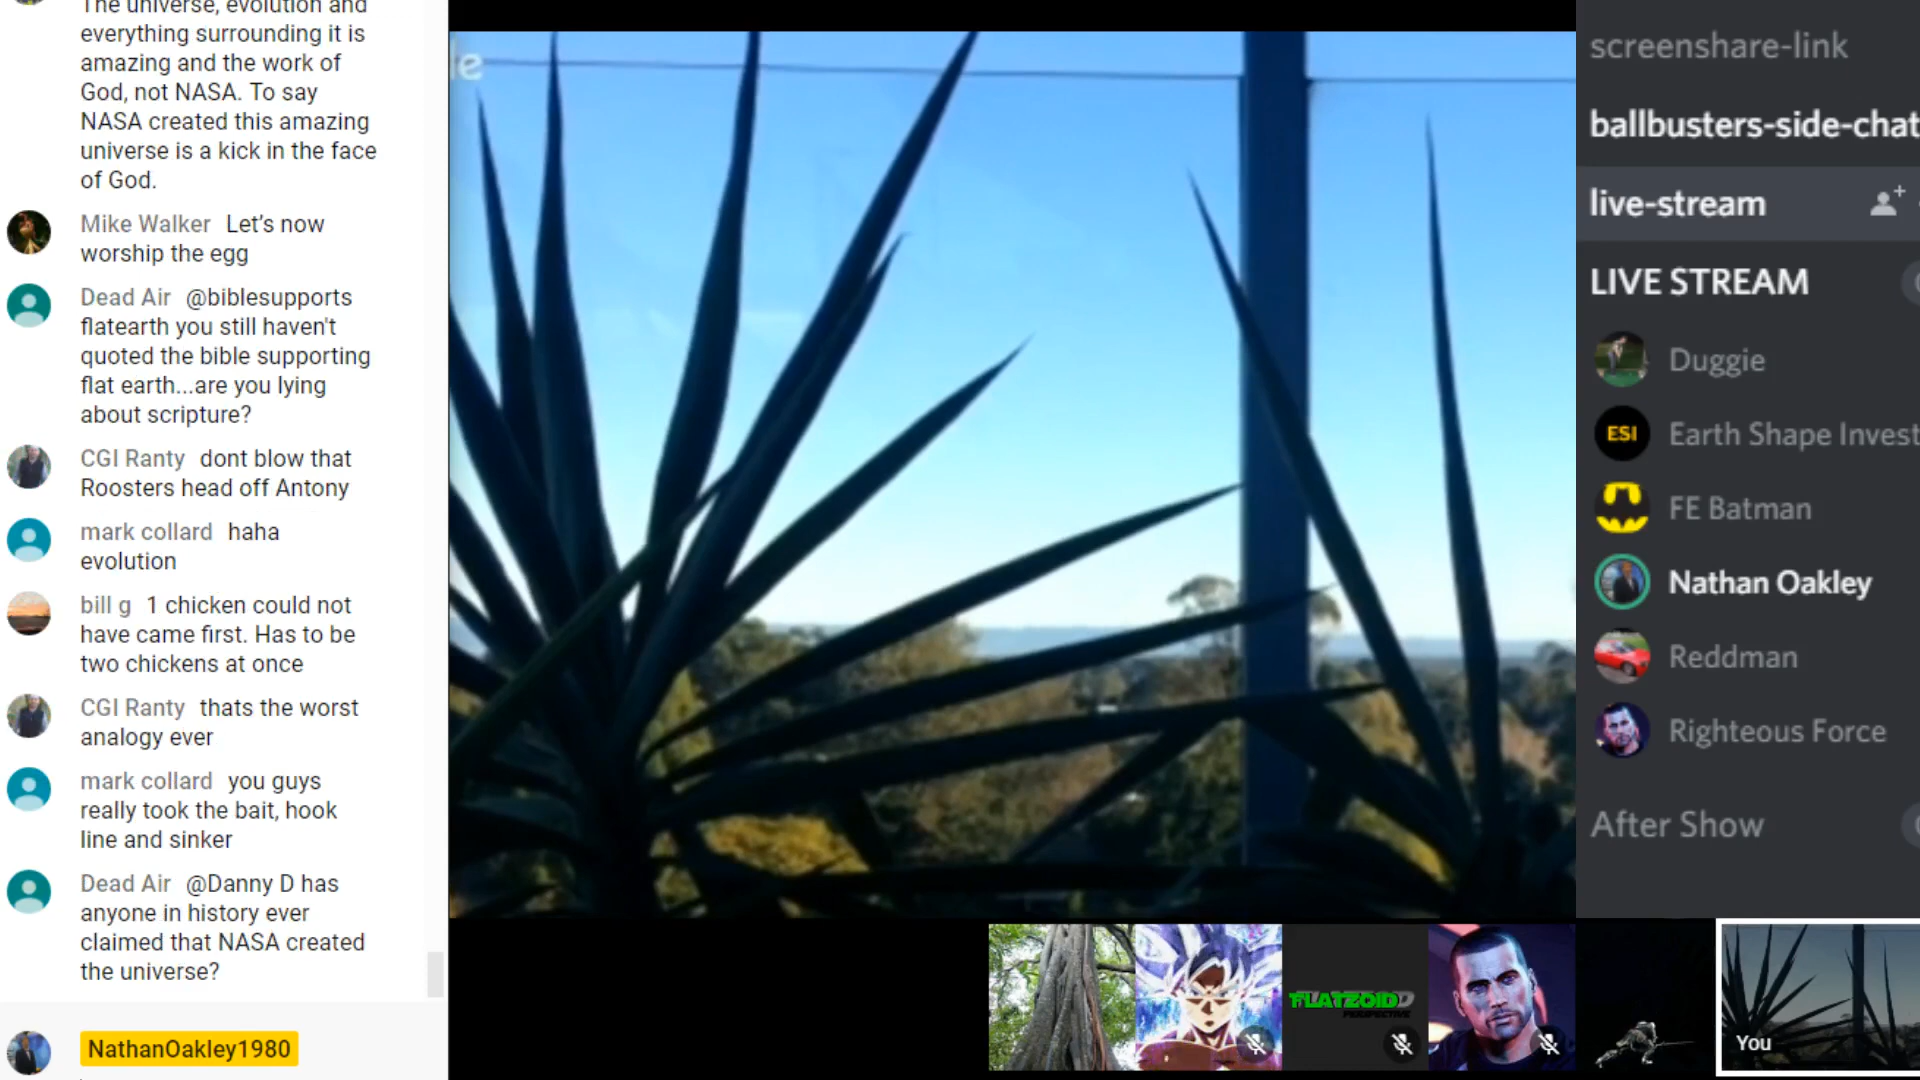 The universe, evolution and
everything surrounding it is
amazing and the work of
God, not NASA. To say
NASA created this amazing
universe is a kick in the face
of God.
Mike Walker Let's now
worship the egg
Dead Air @biblesupports
flatearth you still haven't
quoted the bible supporting
flat earth...are you lying
about scripture?
CGI Ranty dont blow that
Roosters head off Antony
mark collard haha
evolution
bill g 1 chicken could not
have came first. Has to be
two chickens at once
CGI Ranty thats the worst
analogy ever
mark collard you guys
really took the bait, hook
line and sinker
Dead Air @Danny D has
anyone in history ever
claimed that NASA created
the universe?
NathanOakley1980
le
screenshare-link
ballbusters-side-chat
live-stream
LIVE STREAM
Duggie
ESI Earth Shape Invest
FE Batman
Nathan Oakley
Reddman
Righteous Force
After Show
FLATZOIDD
PERSPECTIVE
You